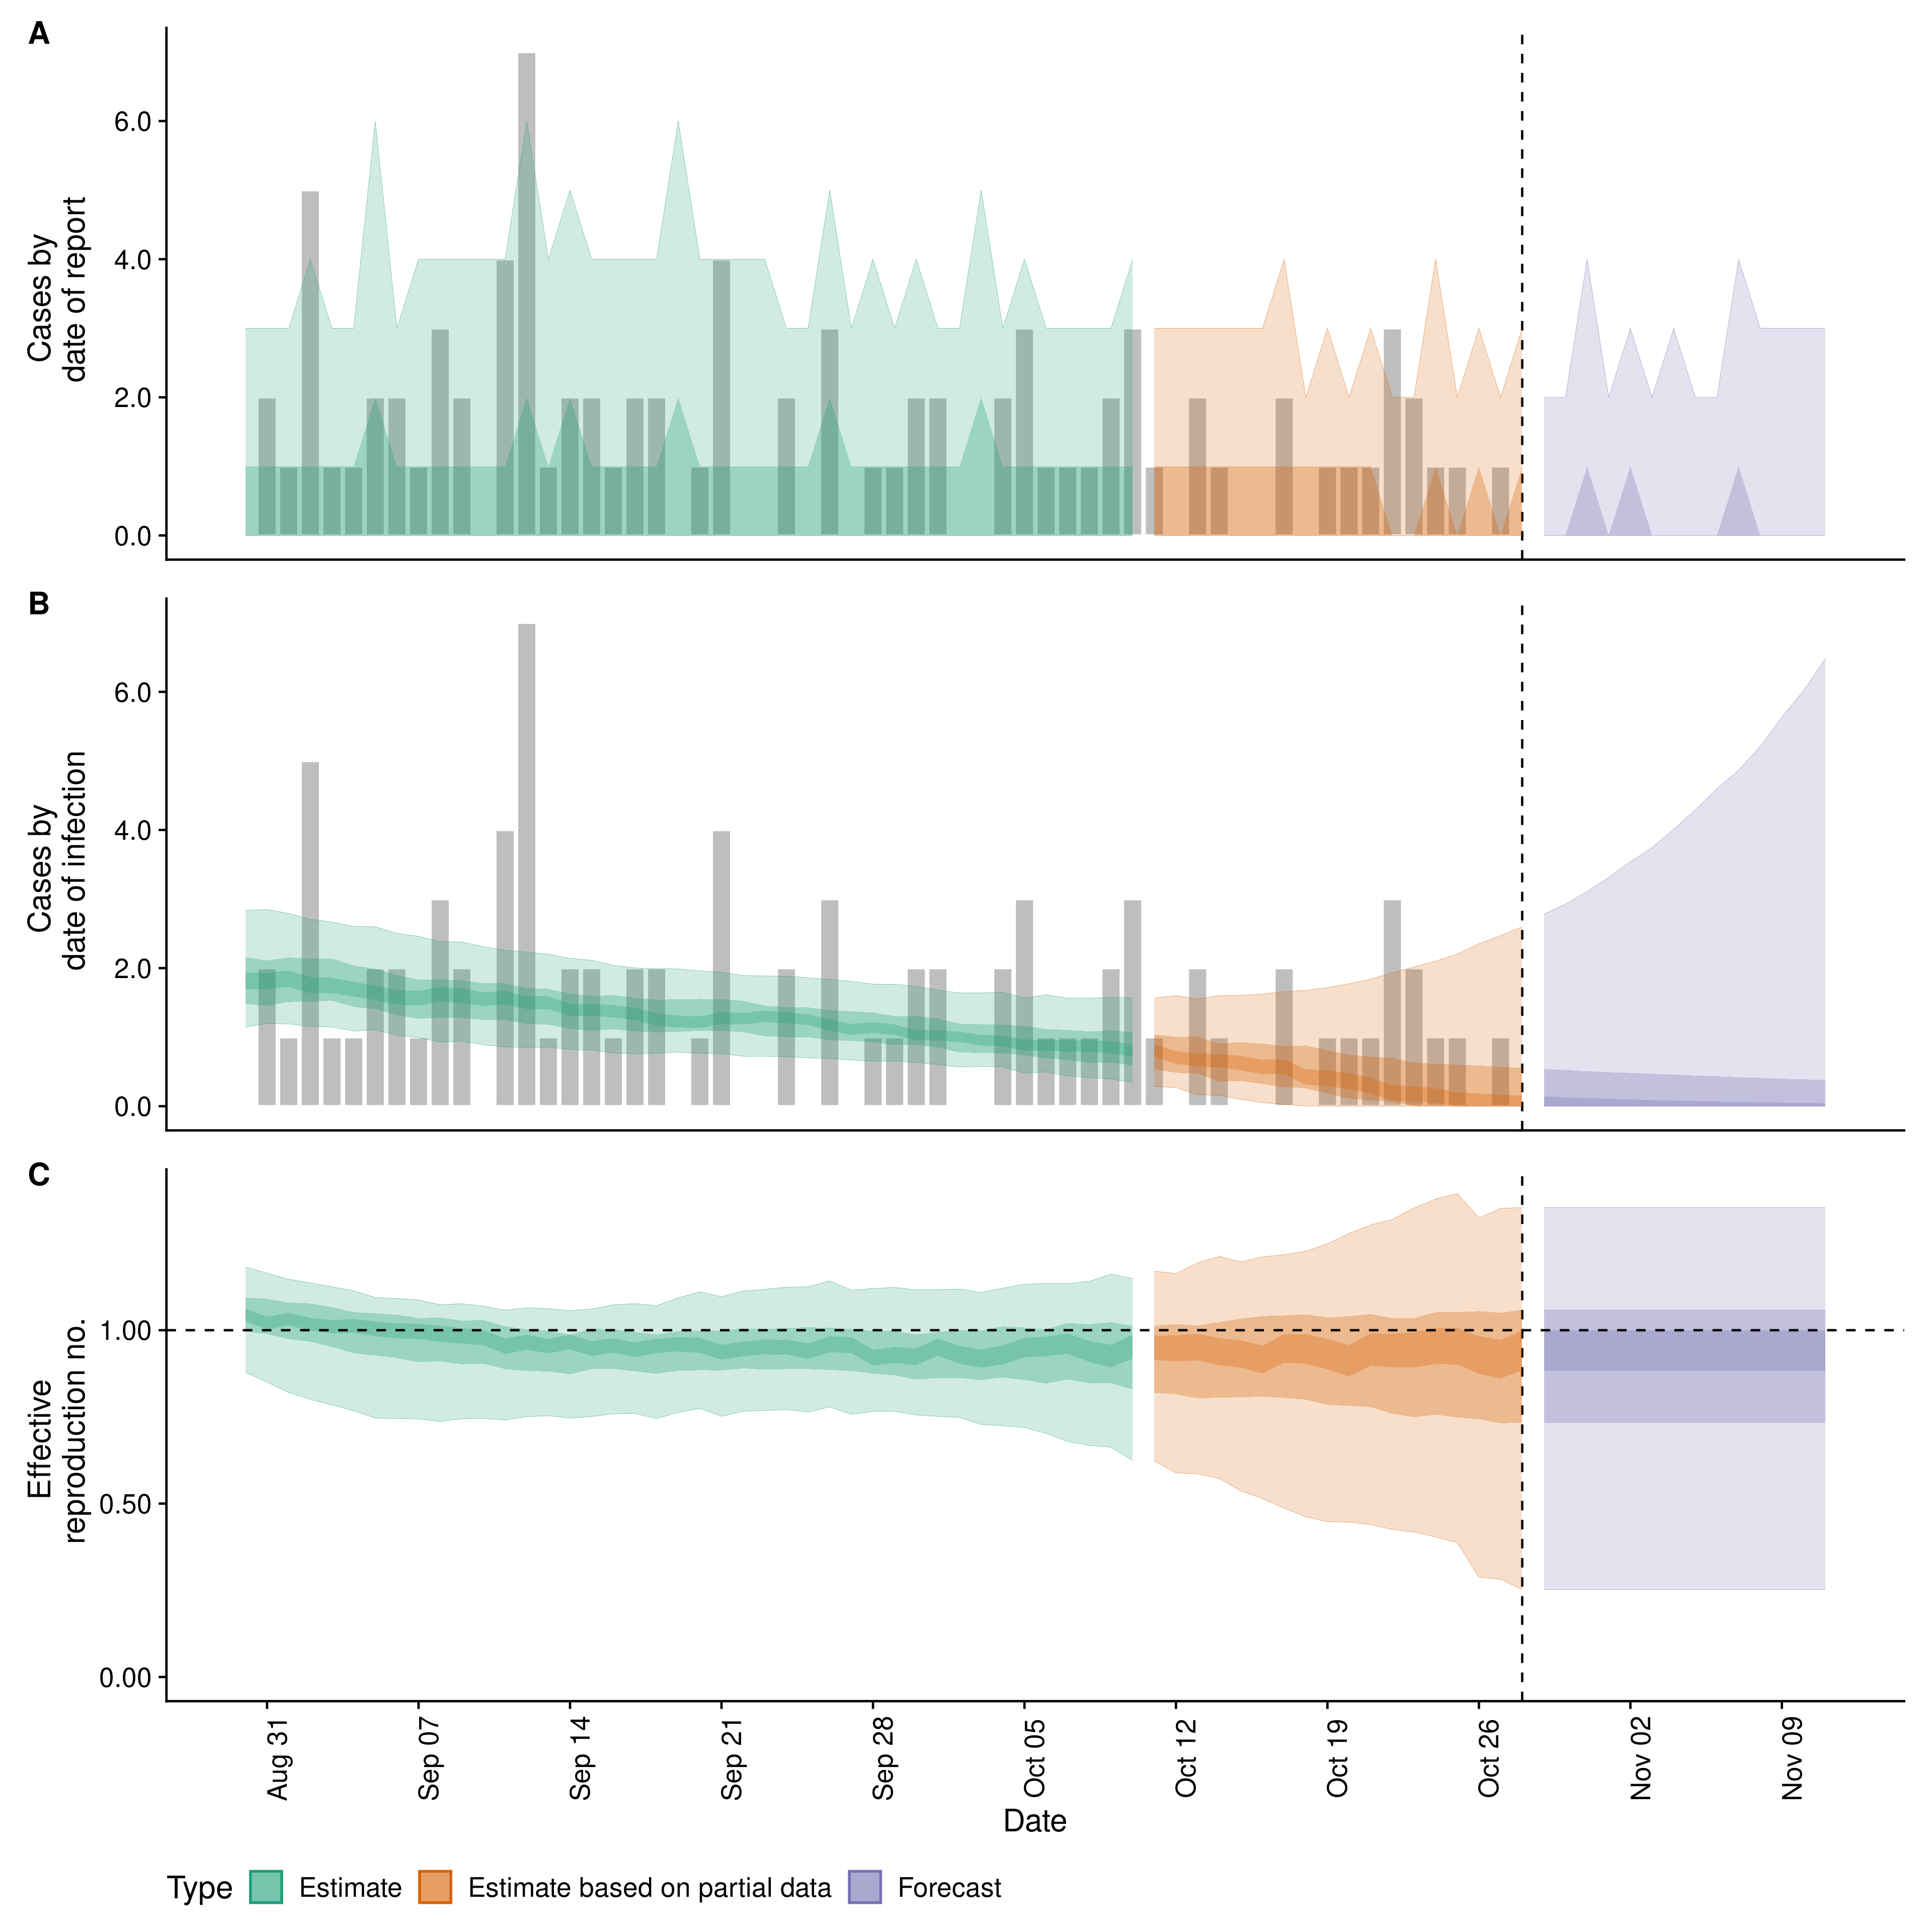 A
Cases by
date of report
6.0
4.0
2.0
0.0
B
Cases by
date of infection
6.0
4.0
2.0
0.0
C
Effective
reproduction no.
1.00
0.50
0.00
Aug 31
Sep 07
Sep 14
Sep 21
Sep 28
Oct 05
Oct 12
Oct 19
Oct 26
Nov 02
Nov 09
Date
Type Estimate Estimate based on partial data Forecast